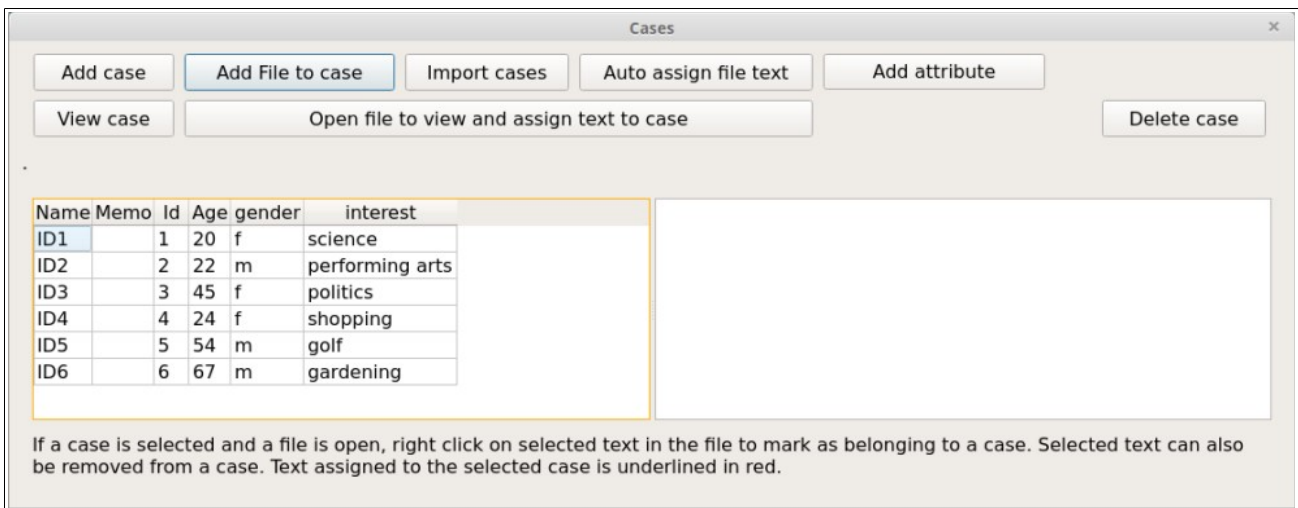 Cases ×
Add case Add File to case Import cases Auto assign file text Add attribute
View case Open file to view and assign text to case Delete case
.
Name Memo Id Age gender interest
ID1 1 20 f science
ID2 2 22 m performing arts
ID3 3 45 f politics
ID4 4 24 f shopping
ID5 5 54 m golf
ID6 6 67 m gardening
If a case is selected and a file is open, right click on selected text in the file to mark as belonging to a case. Selected text can also
be removed from a case. Text assigned to the selected case is underlined in red.